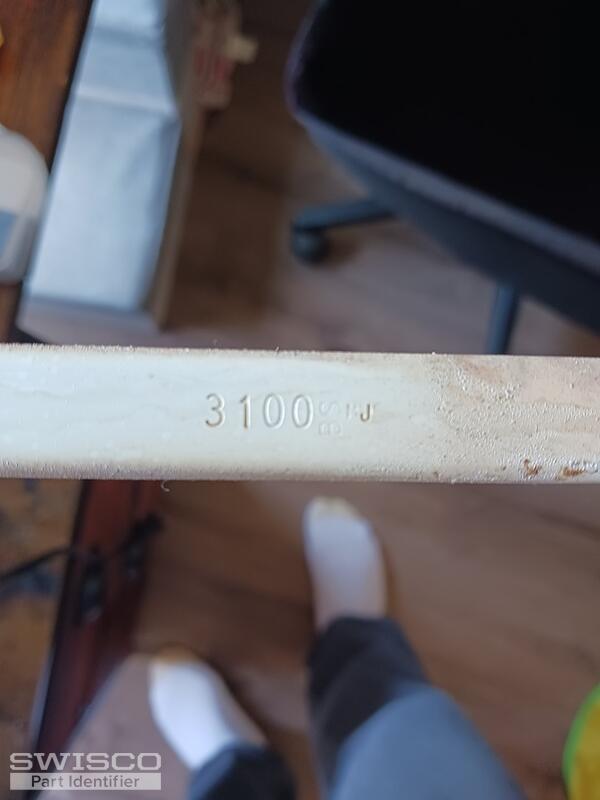 3100 J
SWISCO
Part Identifier